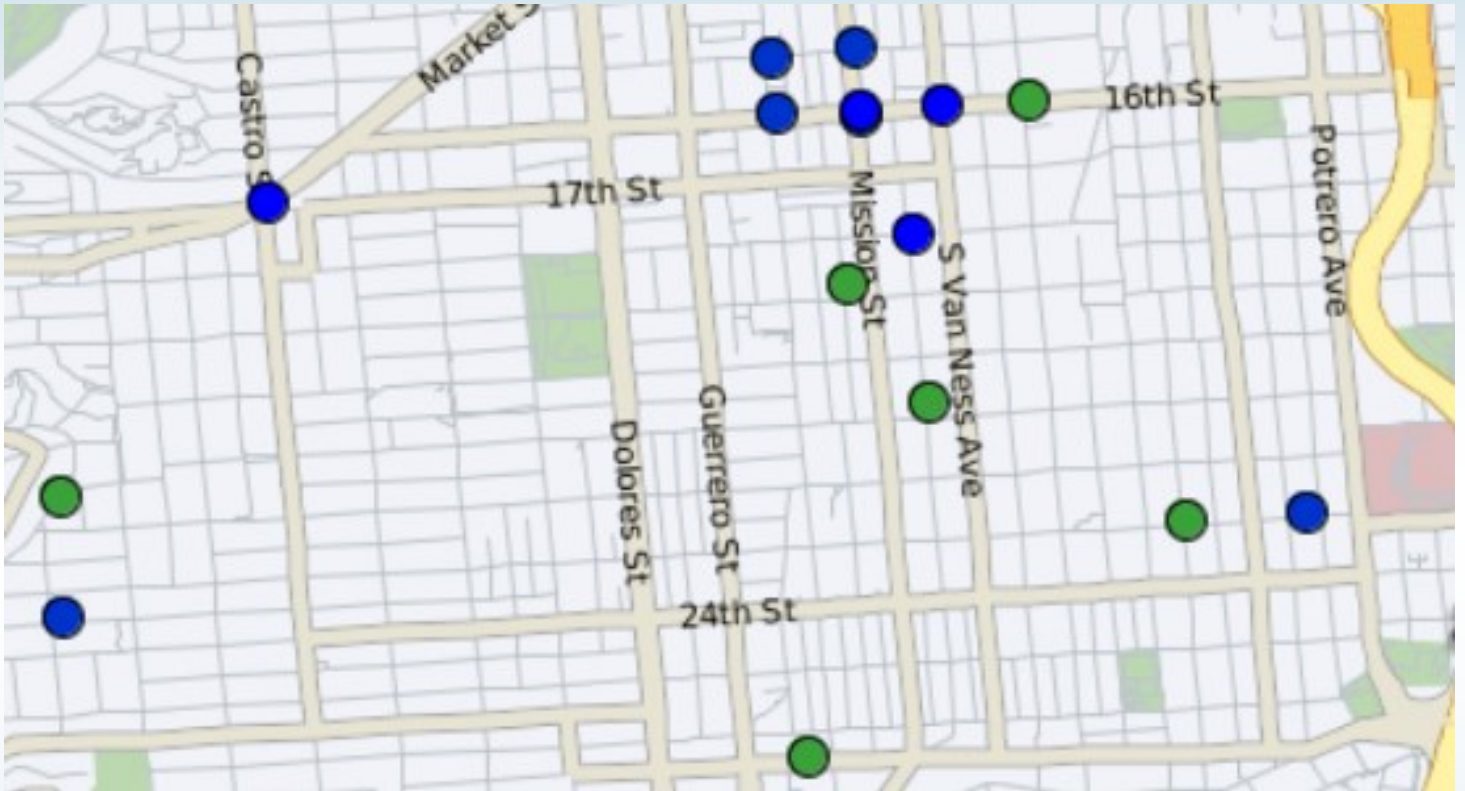 Market S
Castro S
16th St
17th St
Mission St
Potrero Ave
S Van Ness Ave
Guerrero St
Dolores St
24th St